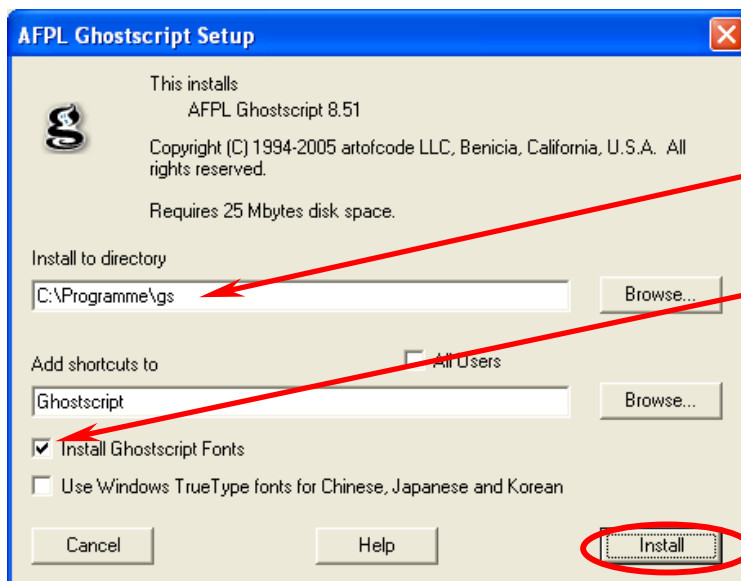 AFPL Ghostscript Setup
This installs
AFPL Ghostscript 8.51
Copyright (C) 1994-2005 artofcode LLC, Benicia, California, U.S.A. All
rights reserved.
Requires 25 Mbytes disk space.
Install to directory
C:\Programme\gs
Browse...
Add shortcuts to
All Users
Ghostscript
Browse...
Install Ghostscript Fonts
Use Windows TrueType fonts for Chinese, Japanese and Korean
Cancel
Help
Install